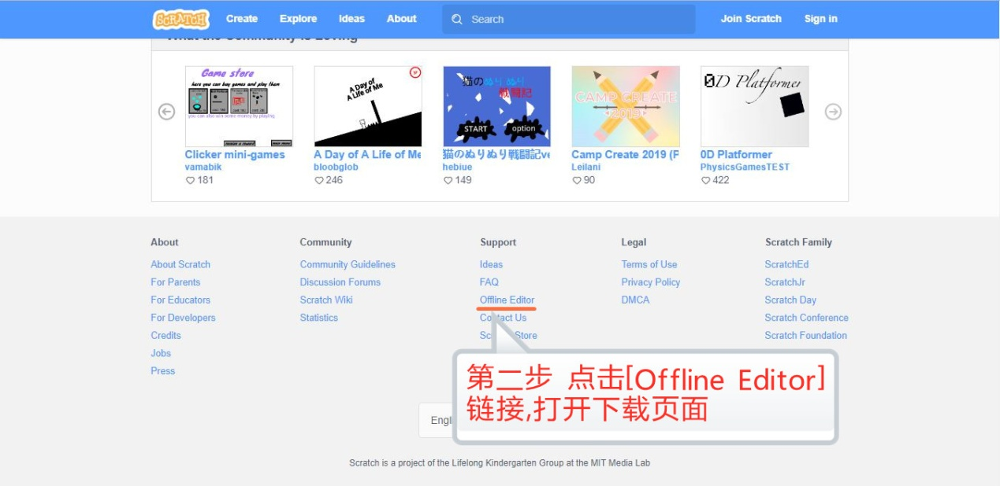 SCRATCH Create Explore Ideas About Search Join Scratch Sign in
What the Community is Loving
Game store
here you can buy games and play them
you can also win some money by playing
A Day of
A Life of Me
猫のぬりぬり
戦闘記
START option
CAMP CREATE
2019
0D Platformer
Clicker mini-games A Day of A Life of Me 猫のぬりぬり戦闘記ve Camp Create 2019 (F 0D Platformer
vamabik bloobglob hebiue Leilani PhysicsGamesTEST
181 246 149 90 422
About Community Support Legal Scratch Family
About Scratch Community Guidelines Ideas Terms of Use ScratchEd
For Parents Discussion Forums FAQ Privacy Policy ScratchJr
For Educators Scratch Wiki Offline Editor DMCA Scratch Day
For Developers Statistics Contact Us Scratch Conference
Credits Store Scratch Foundation
Jobs
Press
第二步 点击[Offline Editor]
链接,打开下载页面
Engl
Scratch is a project of the Lifelong Kindergarten Group at the MIT Media Lab